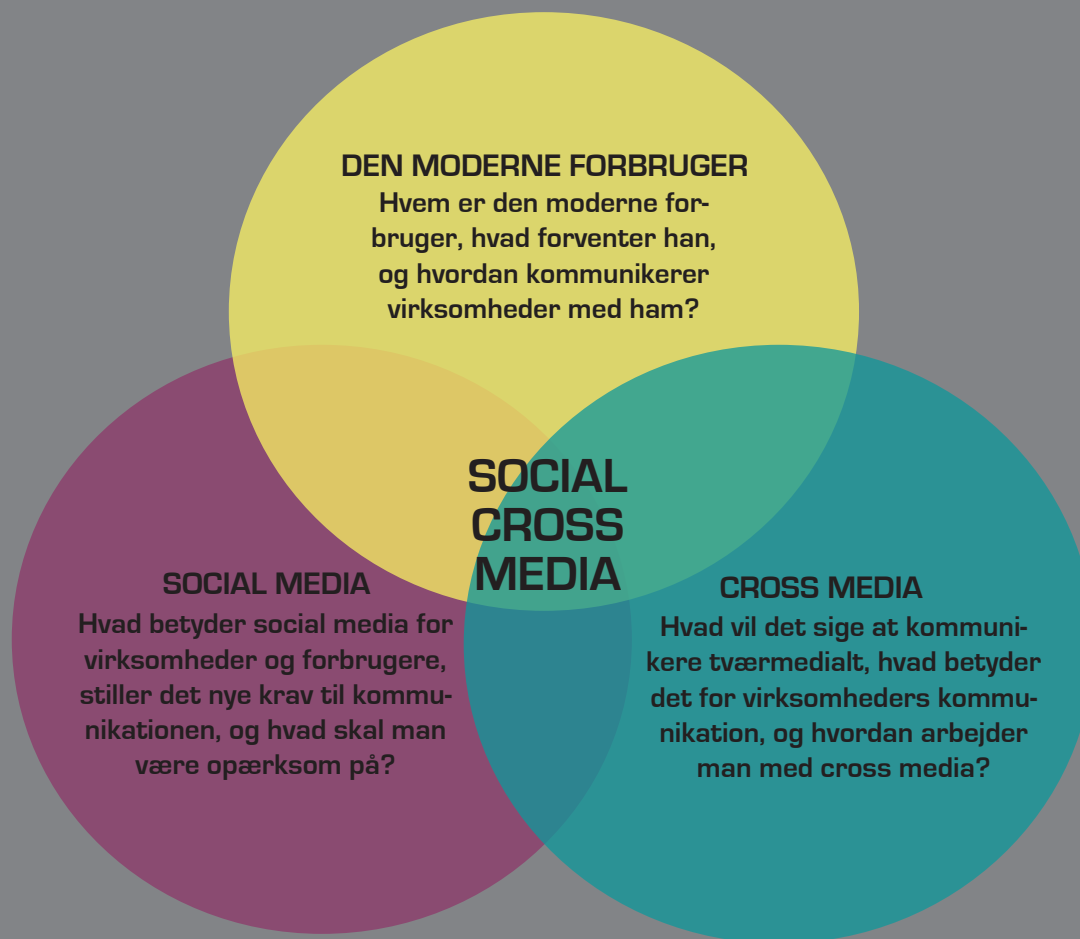 DEN MODERNE FORBRUGER
Hvem er den moderne for-
bruger, hvad forventer han,
og hvordan kommunikerer
virksomheder med ham?
SOCIAL
CROSS
MEDIA
SOCIAL MEDIA
Hvad betyder social media for
virksomheder og forbrugere,
stiller det nye krav til kommu-
nikationen, og hvad skal man
være opærksom på?
CROSS MEDIA
Hvad vil det sige at kommuni-
kere tværmedialt, hvad betyder
det for virksomheders kommu-
nikation, og hvordan arbejder
man med cross media?